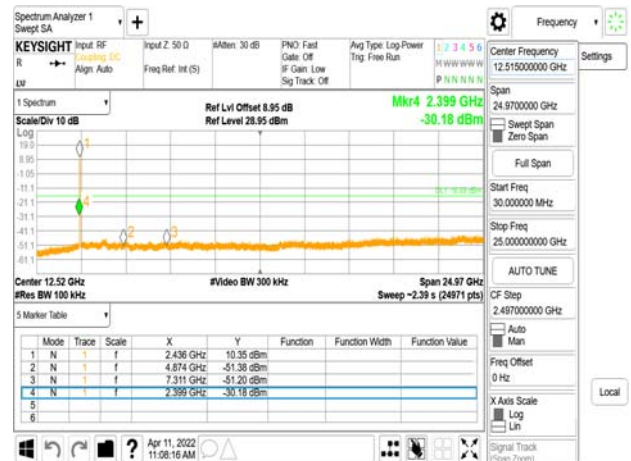 Spectrum Analyzer 1
Swept SA
+
Frequency
KEYSIGHT
R
Input: RF
Coupling: DC
Align: Auto
Input Z: 50 Ω
Freq Ref: Int (S)
#Atten: 30 dB
PNO: Fast
Gate: Off
IF Gain: Low
Sig Track: Off
Avg Type: Log-Power
Trig: Free Run
1 2 3 4 5 6
M W W W W W
P N N N N N
Center Frequency
12.515000000 GHz
Settings
Span
24.9700000 GHz
Swept Span
Zero Span
Full Span
Start Freq
30.000000 MHz
Stop Freq
25.000000000 GHz
AUTO TUNE
CF Step
2.497000000 GHz
Auto
Man
Freq Offset
0 Hz
X Axis Scale
Log
Lin
Signal Track
(Span Zoom)
Local
1 Spectrum
Scale/Div 10 dB
Log
Ref Lvl Offset 8.95 dB
Ref Level 28.95 dBm
Mkr4 2.399 GHz
-30.18 dBm
19.0
8.95
-1.05
-11.1
-21.1
-31.1
-41.1
-51.1
-61.1
1
4
2
3
Center 12.52 GHz
#Res BW 100 kHz
#Video BW 300 kHz
Span 24.97 GHz
Sweep ~2.39 s (24971 pts)
5 Marker Table
Mode Trace Scale X Y Function Function Width Function Value
1 N 1 f 2.436 GHz 10.35 dBm
2 N 1 f 4.874 GHz -51.38 dBm
3 N 1 f 7.311 GHz -51.20 dBm
4 N 1 f 2.399 GHz -30.18 dBm
5
6
?
Apr 11, 2022
11:08:16 AM